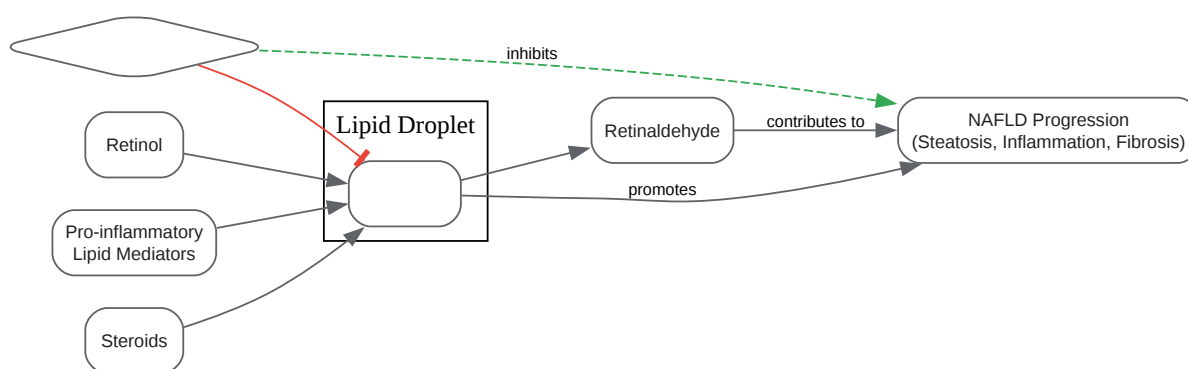 inhibits
Lipid Droplet
Retinol
Pro-inflammatory
Lipid Mediators
Steroids
Retinaldehyde
contributes to
promotes
NAFLD Progression
(Steatosis, Inflammation, Fibrosis)